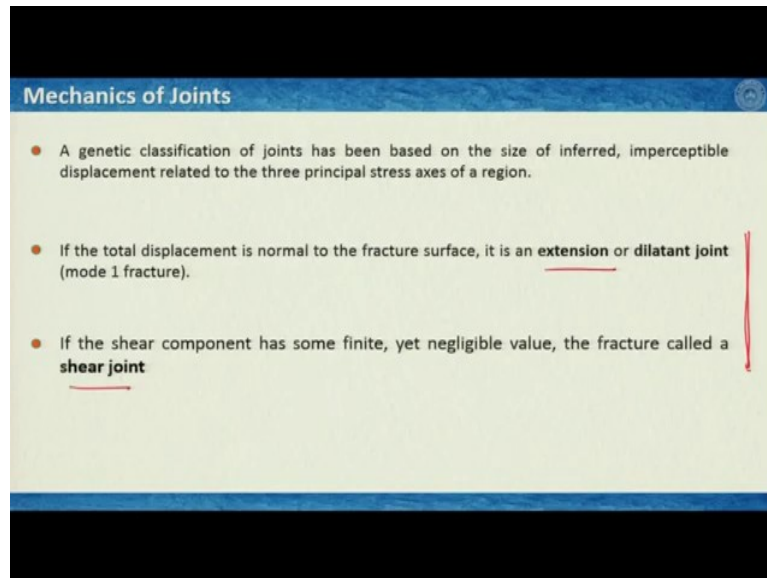 Mechanics of Joints
A genetic classification of joints has been based on the size of inferred, imperceptible
displacement related to the three principal stress axes of a region.
If the total displacement is normal to the fracture surface, it is an extension or dilatant joint
(mode 1 fracture).
If the shear component has some finite, yet negligible value, the fracture called a
shear joint